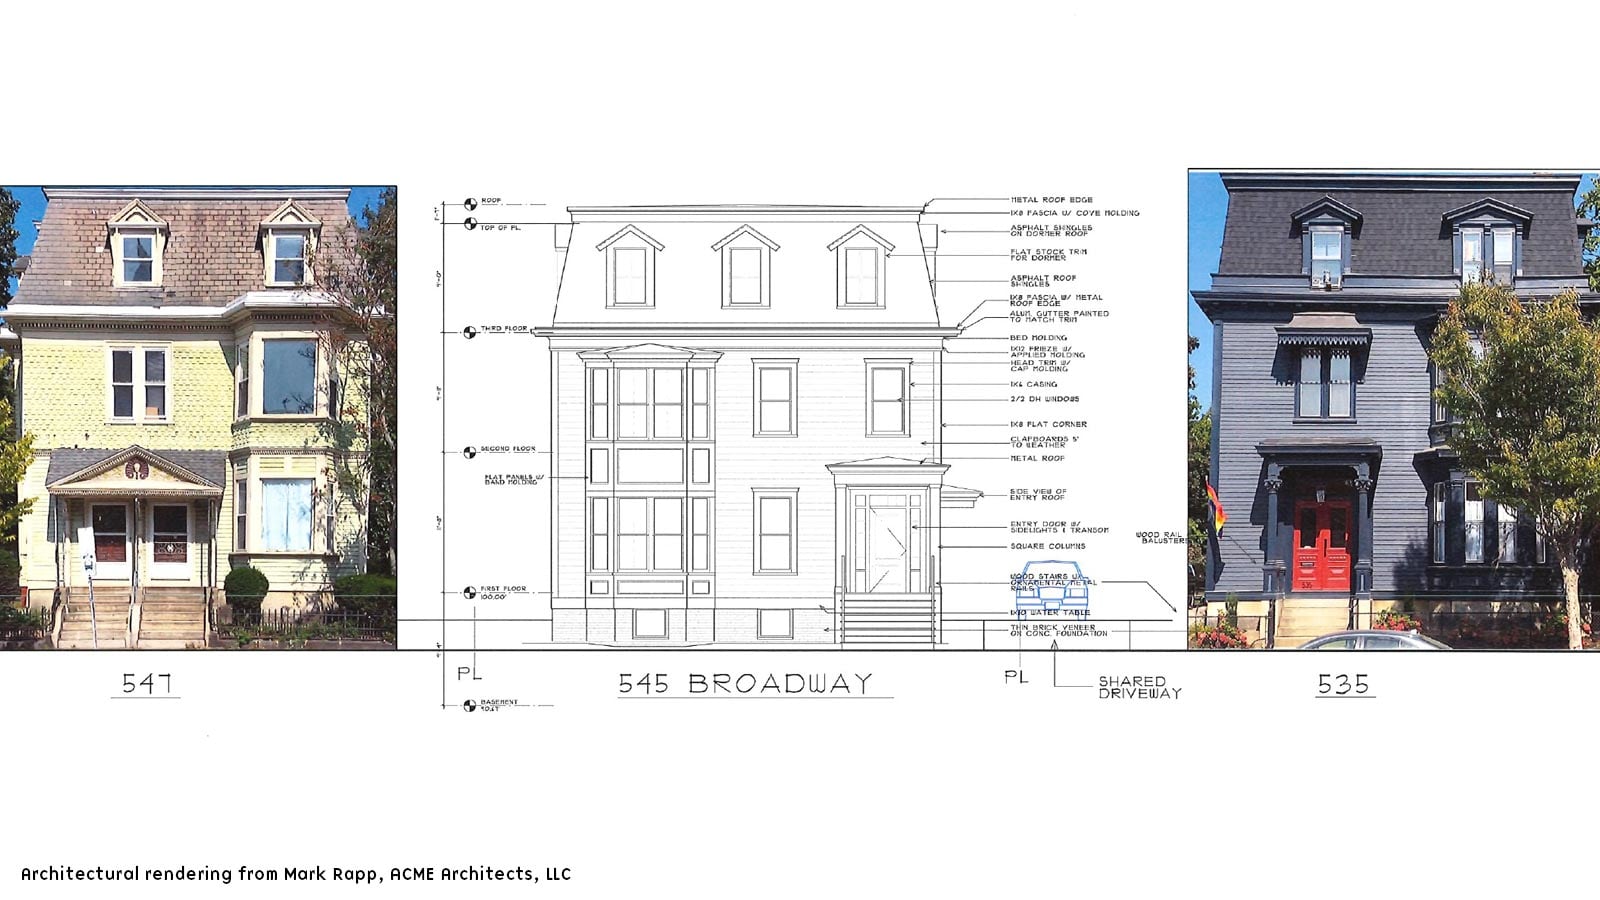 ROOF
TOP OF PL.
THIRD FLOOR
SECOND FLOOR
FLAT PANELS W/
BAND MOLDING
FIRST FLOOR
100.00'
BASEMENT
METAL ROOF EDGE
1X8 FASCIA W/ COVE MOLDING
ASPHALT SHINGLES
ON DORMER ROOF
FLAT STOCK TRIM
FOR DORMER
ASPHALT ROOF
SHINGLES
1X8 FASCIA W/ METAL
ROOF EDGE
ALUM. GUTTER PAINTED
TO MATCH TRIM
BED MOLDING
1X12 FRIEZE W/
APPLIED MOLDING
HEAD TRIM W/
CAP MOLDING
1X6 CASING
2/2 DH WINDOWS
1X8 FLAT CORNER
CLAPBOARDS 5"
TO WEATHER
METAL ROOF
SIDE VIEW OF
ENTRY ROOF
ENTRY DOOR W/
SIDELIGHTS & TRANSOM
SQUARE COLUMNS
WOOD RAIL
BALUSTERS
WOOD STAIRS W/
ORNAMENTAL METAL
RAILS
1X10 WATER TABLE
THIN BRICK VENEER
ON CONC. FOUNDATION
547
PL
545 BROADWAY
PL
SHARED
DRIVEWAY
535
Architectural rendering from Mark Rapp, ACME Architects, LLC